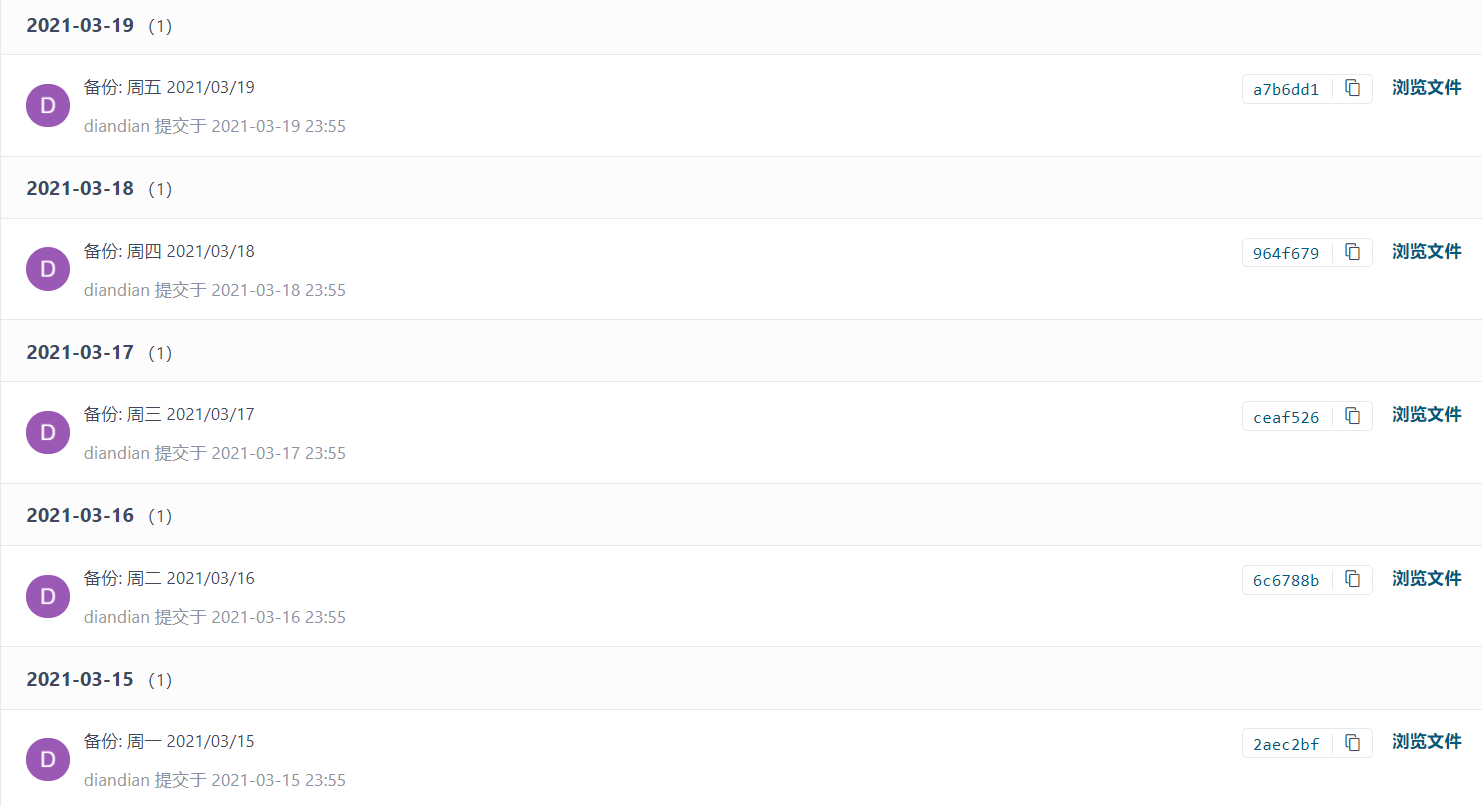 2021-03-19 (1)
D
备份: 周五 2021/03/19
a7b6dd1
浏览文件
diandian 提交于 2021-03-19 23:55
2021-03-18 (1)
D
备份: 周四 2021/03/18
964f679
浏览文件
diandian 提交于 2021-03-18 23:55
2021-03-17 (1)
D
备份: 周三 2021/03/17
ceaf526
浏览文件
diandian 提交于 2021-03-17 23:55
2021-03-16 (1)
D
备份: 周二 2021/03/16
6c6788b
浏览文件
diandian 提交于 2021-03-16 23:55
2021-03-15 (1)
D
备份: 周一 2021/03/15
2aec2bf
浏览文件
diandian 提交于 2021-03-15 23:55